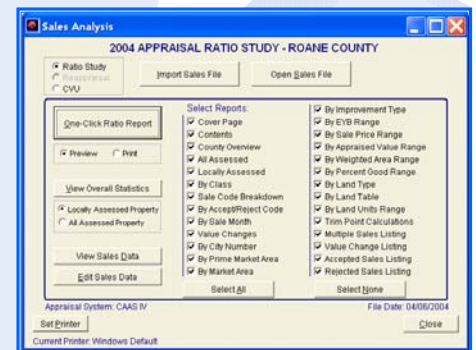 Sales Analysis
2004 APPRAISAL RATIO STUDY - ROANE COUNTY
Ratio Study
Reappraisal
CVU
Import Sales File
Open Sales File
One-Click Ratio Report
Preview
Print
View Overall Statistics
Locally Assessed Property
All Assessed Property
View Sales Data
Edit Sales Data
Select Reports:
Cover Page
Contents
County Overview
All Assessed
Locally Assessed
By Class
Sale Code Breakdown
By Accept/Reject Code
By Sale Month
Value Changes
By City Number
By Prime Market Area
By Market Area
Select All
By Improvement Type
By EYB Range
By Sale Price Range
By Appraised Value Range
By Weighted Area Range
By Percent Good Range
By Land Type
By Land Table
By Land Units Range
Trim Point Calculations
Multiple Sales Listing
Value Change Listing
Accepted Sales Listing
Rejected Sales Listing
Select None
Appraisal System: CAAS IV
File Date: 04/06/2004
Set Printer
Close
Current Printer: Windows Default